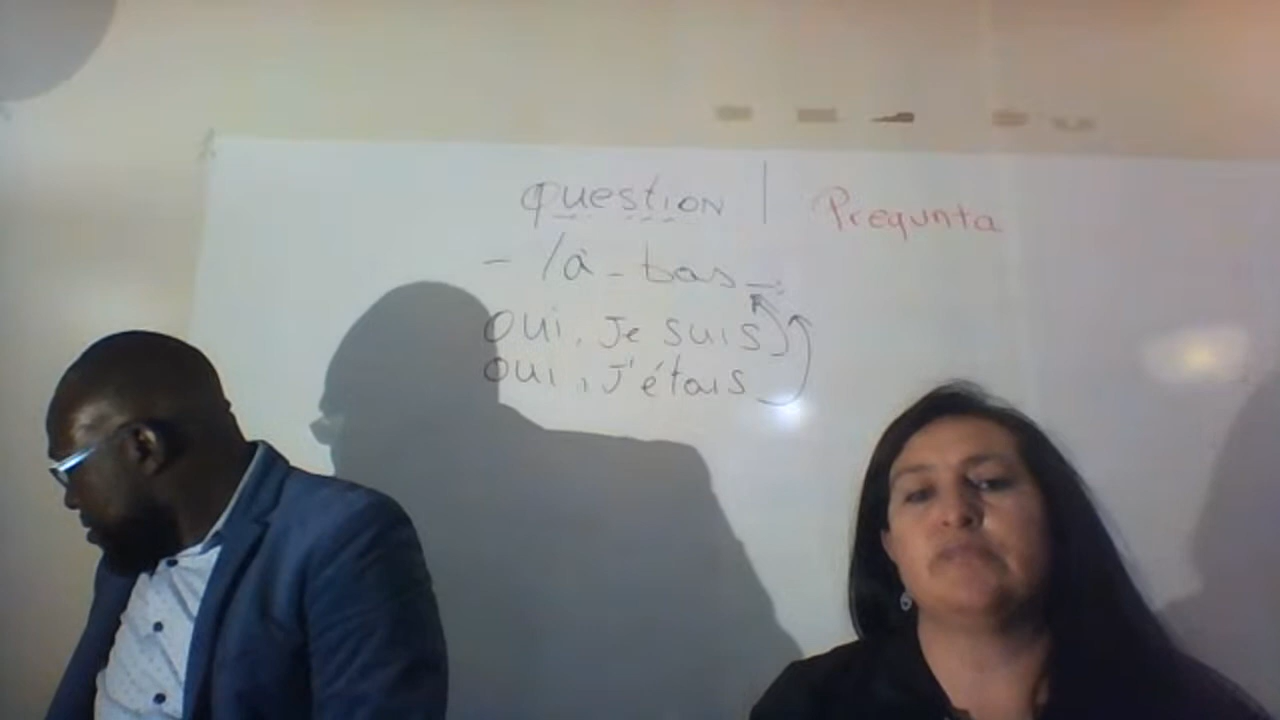 question | Pregunta
- là-bas →
oui, Je suis
oui, J'étais